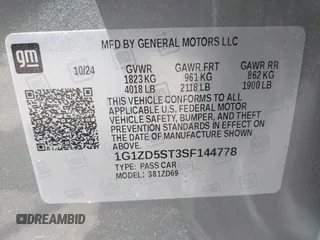 gm
MFD BY GENERAL MOTORS LLC
10/24 GVWR GAWR FRT GAWR RR
1823 KG 961 KG 862 KG
4018 LB 2118 LB 1900 LB
THIS VEHICLE CONFORMS TO ALL
APPLICABLE U.S. FEDERAL MOTOR
VEHICLE SAFETY, BUMPER, AND THEFT
PREVENTION STANDARDS IN EFFECT ON
THE DATE OF MANUFACTURE SHOWN ABOVE.
1G1ZD5ST3SF144778
TYPE: PASS CAR
MODEL: 381ZD69
DREAMBID